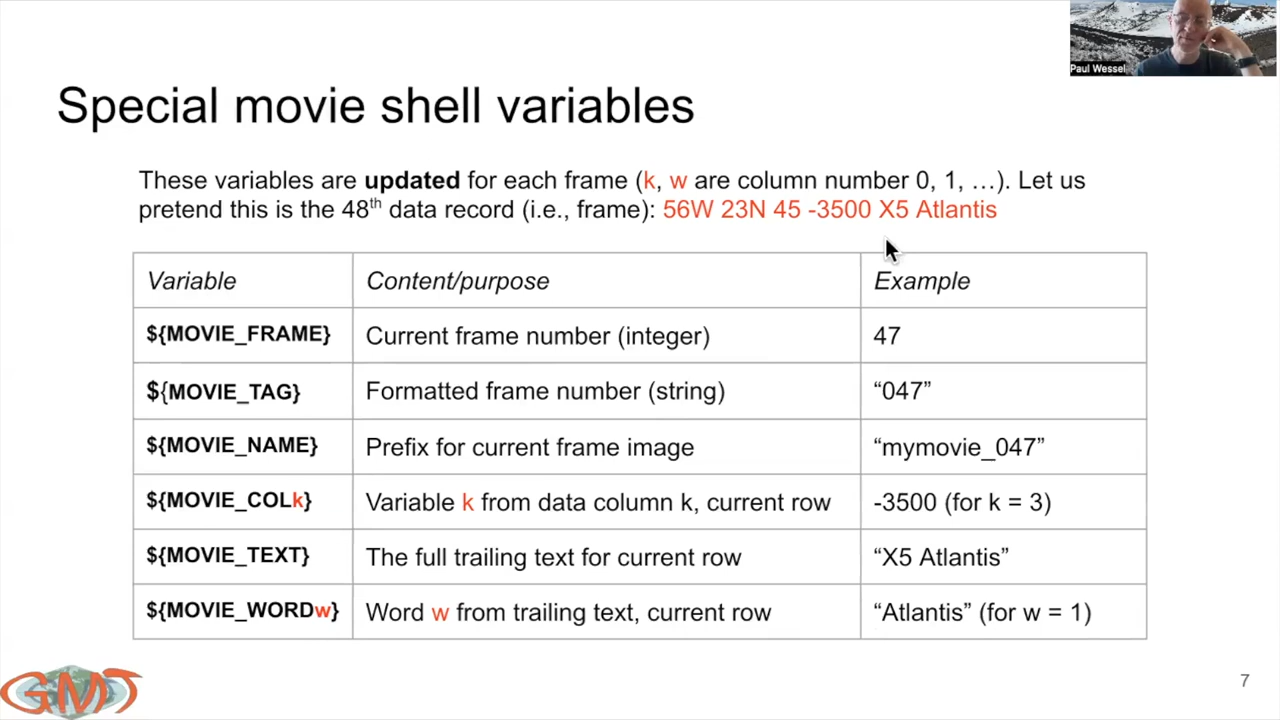 Paul Wessel
Special movie shell variables
These variables are updated for each frame (k, w are column number 0, 1, …). Let us
pretend this is the 48th data record (i.e., frame): 56W 23N 45 -3500 X5 Atlantis
Variable Content/purpose Example
${MOVIE_FRAME} Current frame number (integer) 47
${MOVIE_TAG} Formatted frame number (string) “047”
${MOVIE_NAME} Prefix for current frame image “mymovie_047”
${MOVIE_COLk} Variable k from data column k, current row -3500 (for k = 3)
${MOVIE_TEXT} The full trailing text for current row “X5 Atlantis”
${MOVIE_WORDw} Word w from trailing text, current row “Atlantis” (for w = 1)
GMT
7